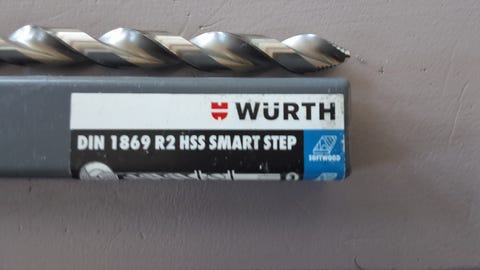 WÜRTH
DIN 1869 R2 HSS SMART STEP
SOFTWOOD